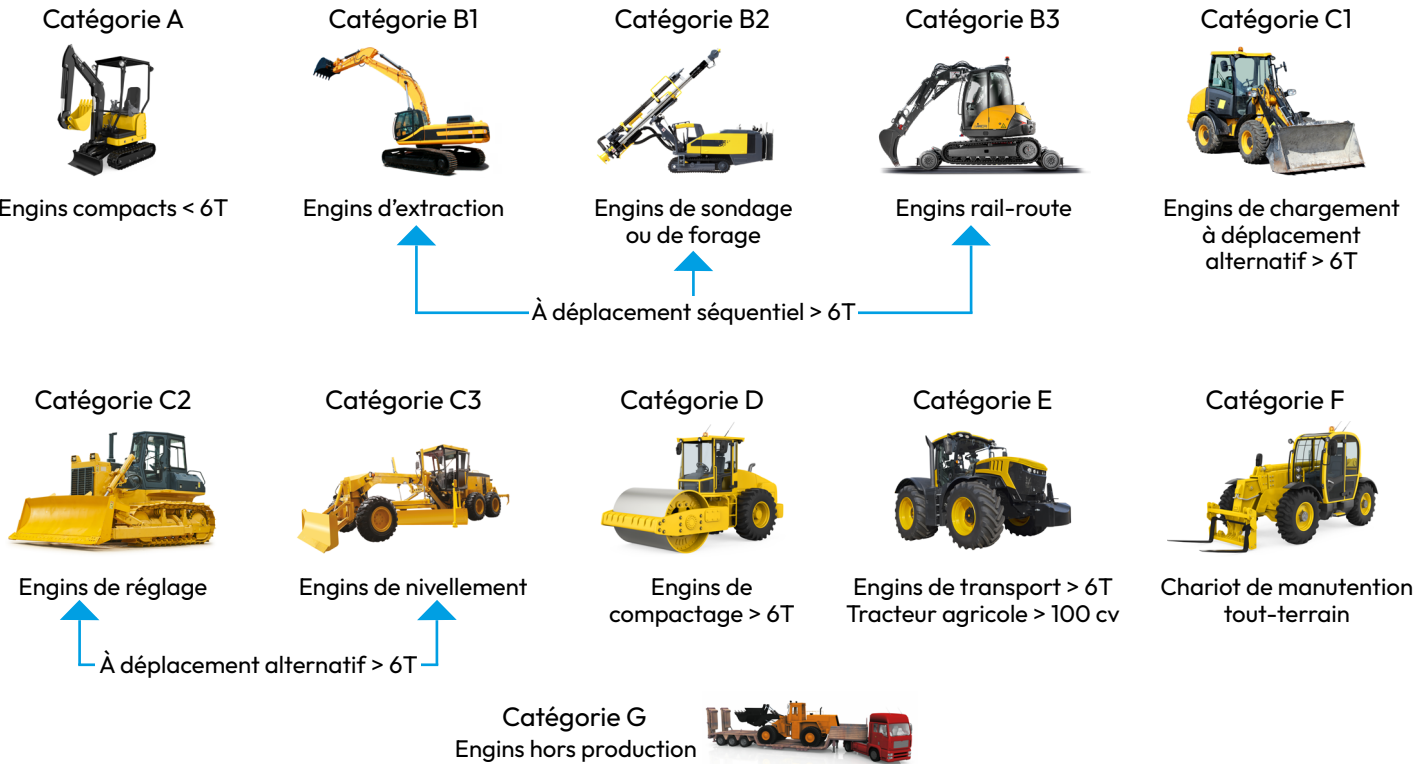 Catégorie A
Catégorie B1
Catégorie B2
Catégorie B3
Catégorie C1
Engins compacts < 6T
Engins d’extraction
Engins de sondage
ou de forage
Engins rail-route
Engins de chargement
à déplacement
alternatif > 6T
À déplacement séquentiel > 6T
Catégorie C2
Catégorie C3
Catégorie D
Catégorie E
Catégorie F
Engins de réglage
Engins de nivellement
Engins de
compactage > 6T
Engins de transport > 6T
Tracteur agricole > 100 cv
Chariot de manutention
tout-terrain
À déplacement alternatif > 6T
Catégorie G
Engins hors production